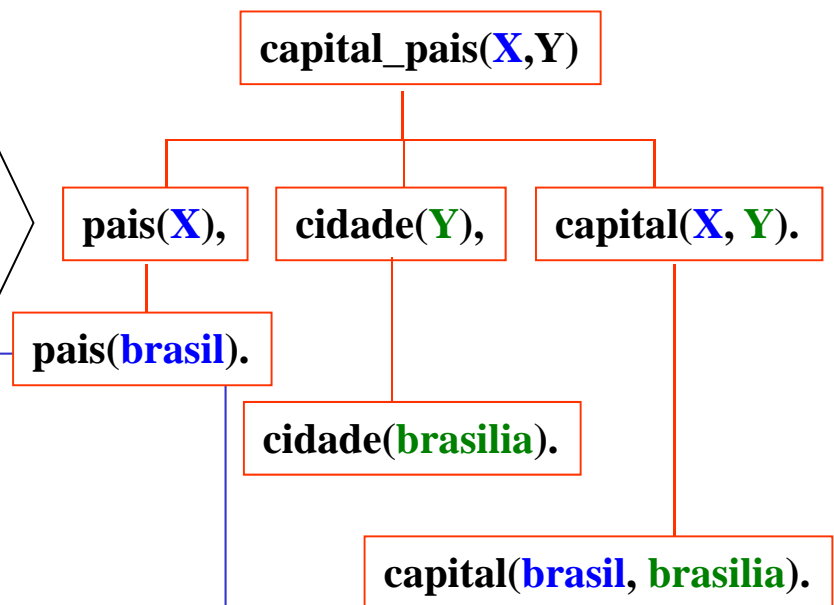 capital_pais(X,Y)
pais(X),
cidade(Y),
capital(X, Y).
pais(brasil).
cidade(brasilia).
capital(brasil, brasilia).